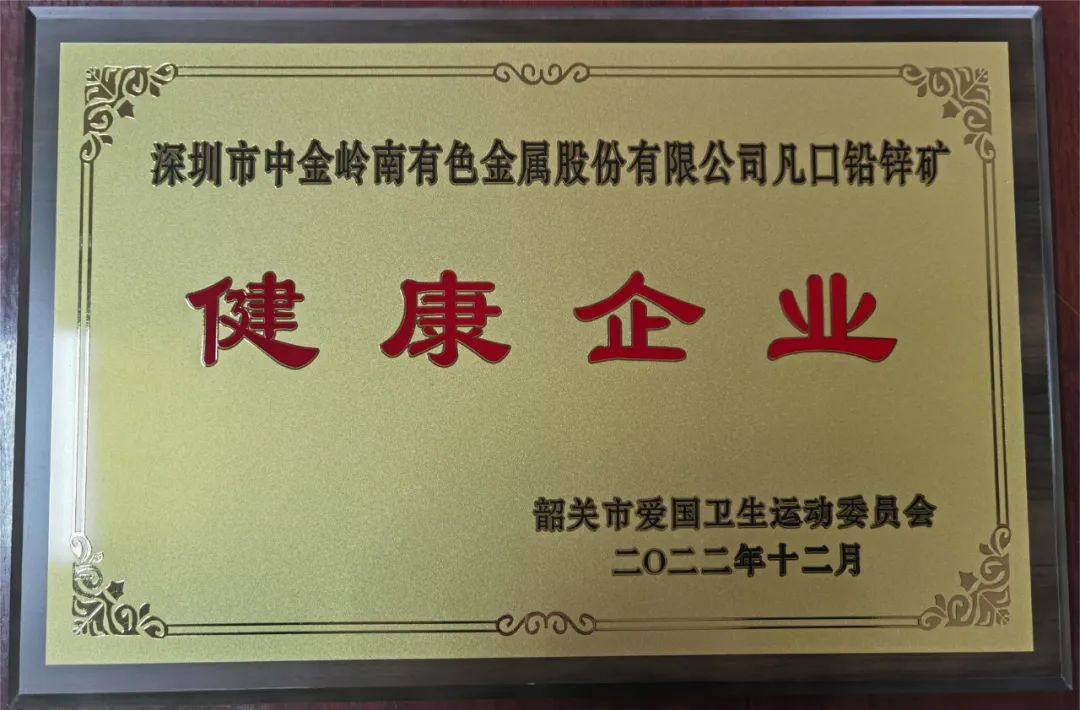 深圳市中金岭南有色金属股份有限公司凡口铅锌矿
健康企业
韶关市爱国卫生运动委员会
二〇二二年十二月